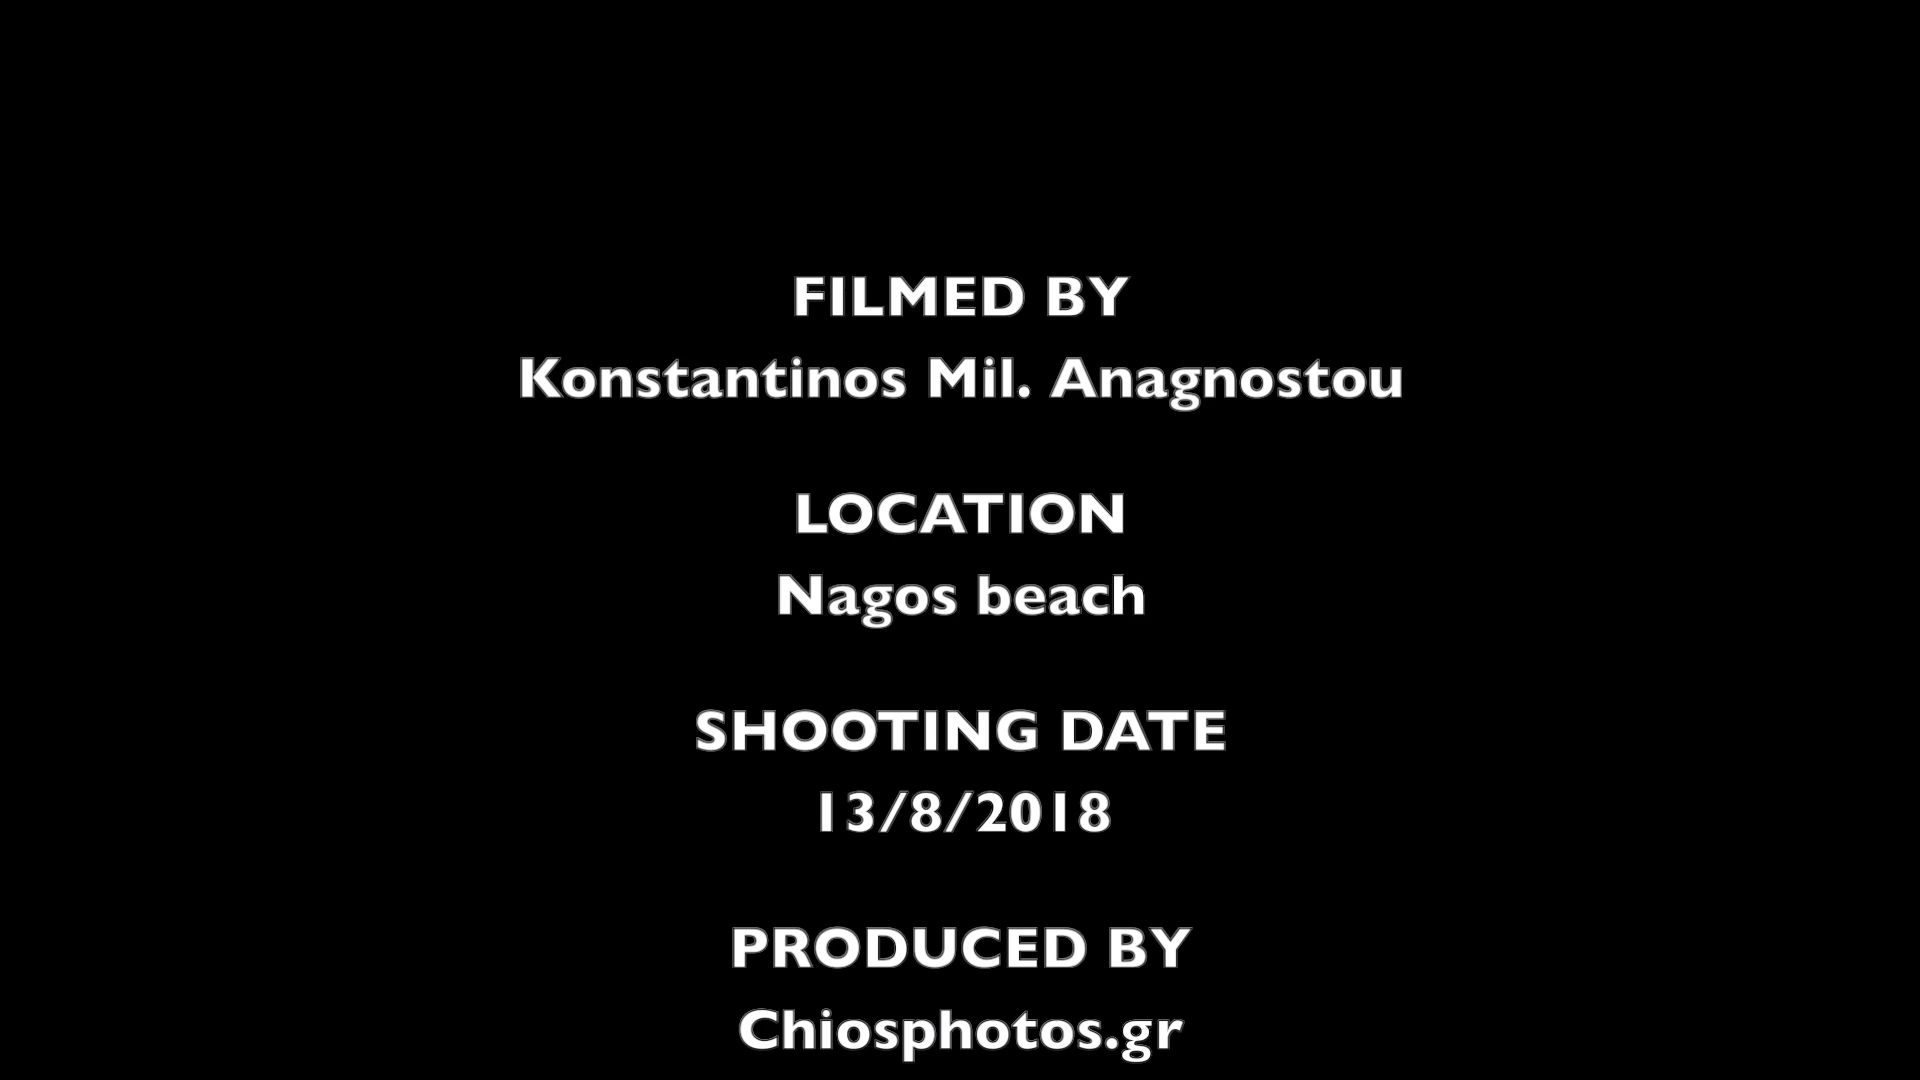 FILMED BY
Konstantinos Mil. Anagnostou
LOCATION
Nagos beach
SHOOTING DATE
13/8/2018
PRODUCED BY
Chiosphotos.gr